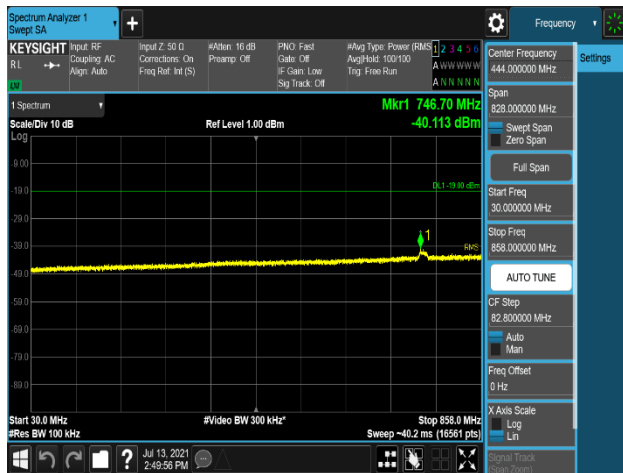 Spectrum Analyzer 1
Swept SA
Frequency
KEYSIGHT
R L
Input: RF
Coupling: AC
Align: Auto
Input Z: 50 Ω
Corrections: On
Freq Ref: Int (S)
#Atten: 16 dB
Preamp: Off
PNO: Fast
Gate: Off
IF Gain: Low
Sig Track: Off
#Avg Type: Power (RMS
Avg|Hold: 100/100
Trig: Free Run
1 2 3 4 5 6
A W W W W W
A N N N N N
1 Spectrum
Mkr1 746.70 MHz
-40.113 dBm
Scale/Div 10 dB
Ref Level 1.00 dBm
Log
-9.00
-19.0
DL1 -19.00 dBm
-29.0
-39.0
1
RMS
-49.0
-59.0
-69.0
-79.0
-89.0
Start 30.0 MHz
#Video BW 300 kHz*
Stop 858.0 MHz
#Res BW 100 kHz
Sweep ~40.2 ms (16561 pts)
?
Jul 13, 2021
2:49:56 PM
Center Frequency
444.000000 MHz
Settings
Span
828.000000 MHz
Swept Span
Zero Span
Full Span
Start Freq
30.000000 MHz
Stop Freq
858.000000 MHz
AUTO TUNE
CF Step
82.800000 MHz
Auto
Man
Freq Offset
0 Hz
X Axis Scale
Log
Lin
Signal Track
(Span Zoom)